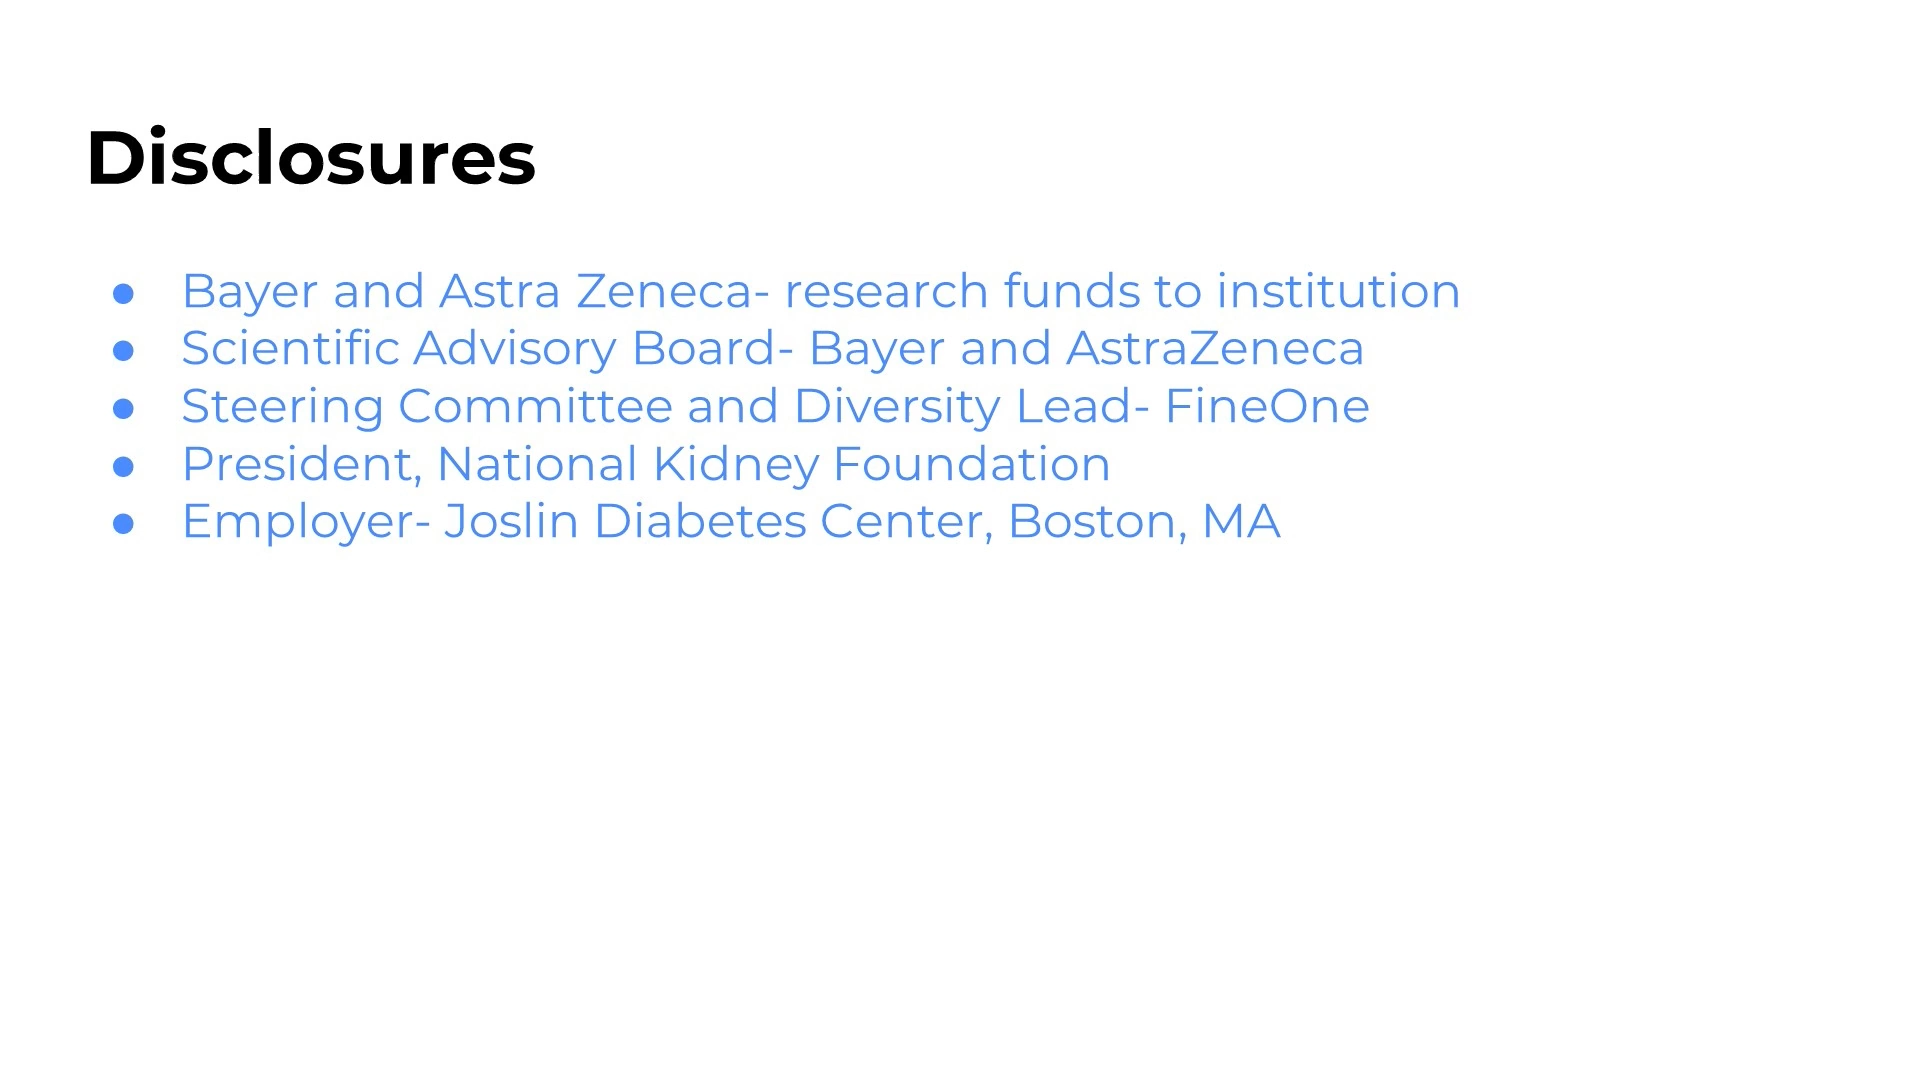 Disclosures
● Bayer and Astra Zeneca- research funds to institution
● Scientific Advisory Board- Bayer and AstraZeneca
● Steering Committee and Diversity Lead- FineOne
● President, National Kidney Foundation
● Employer- Joslin Diabetes Center, Boston, MA